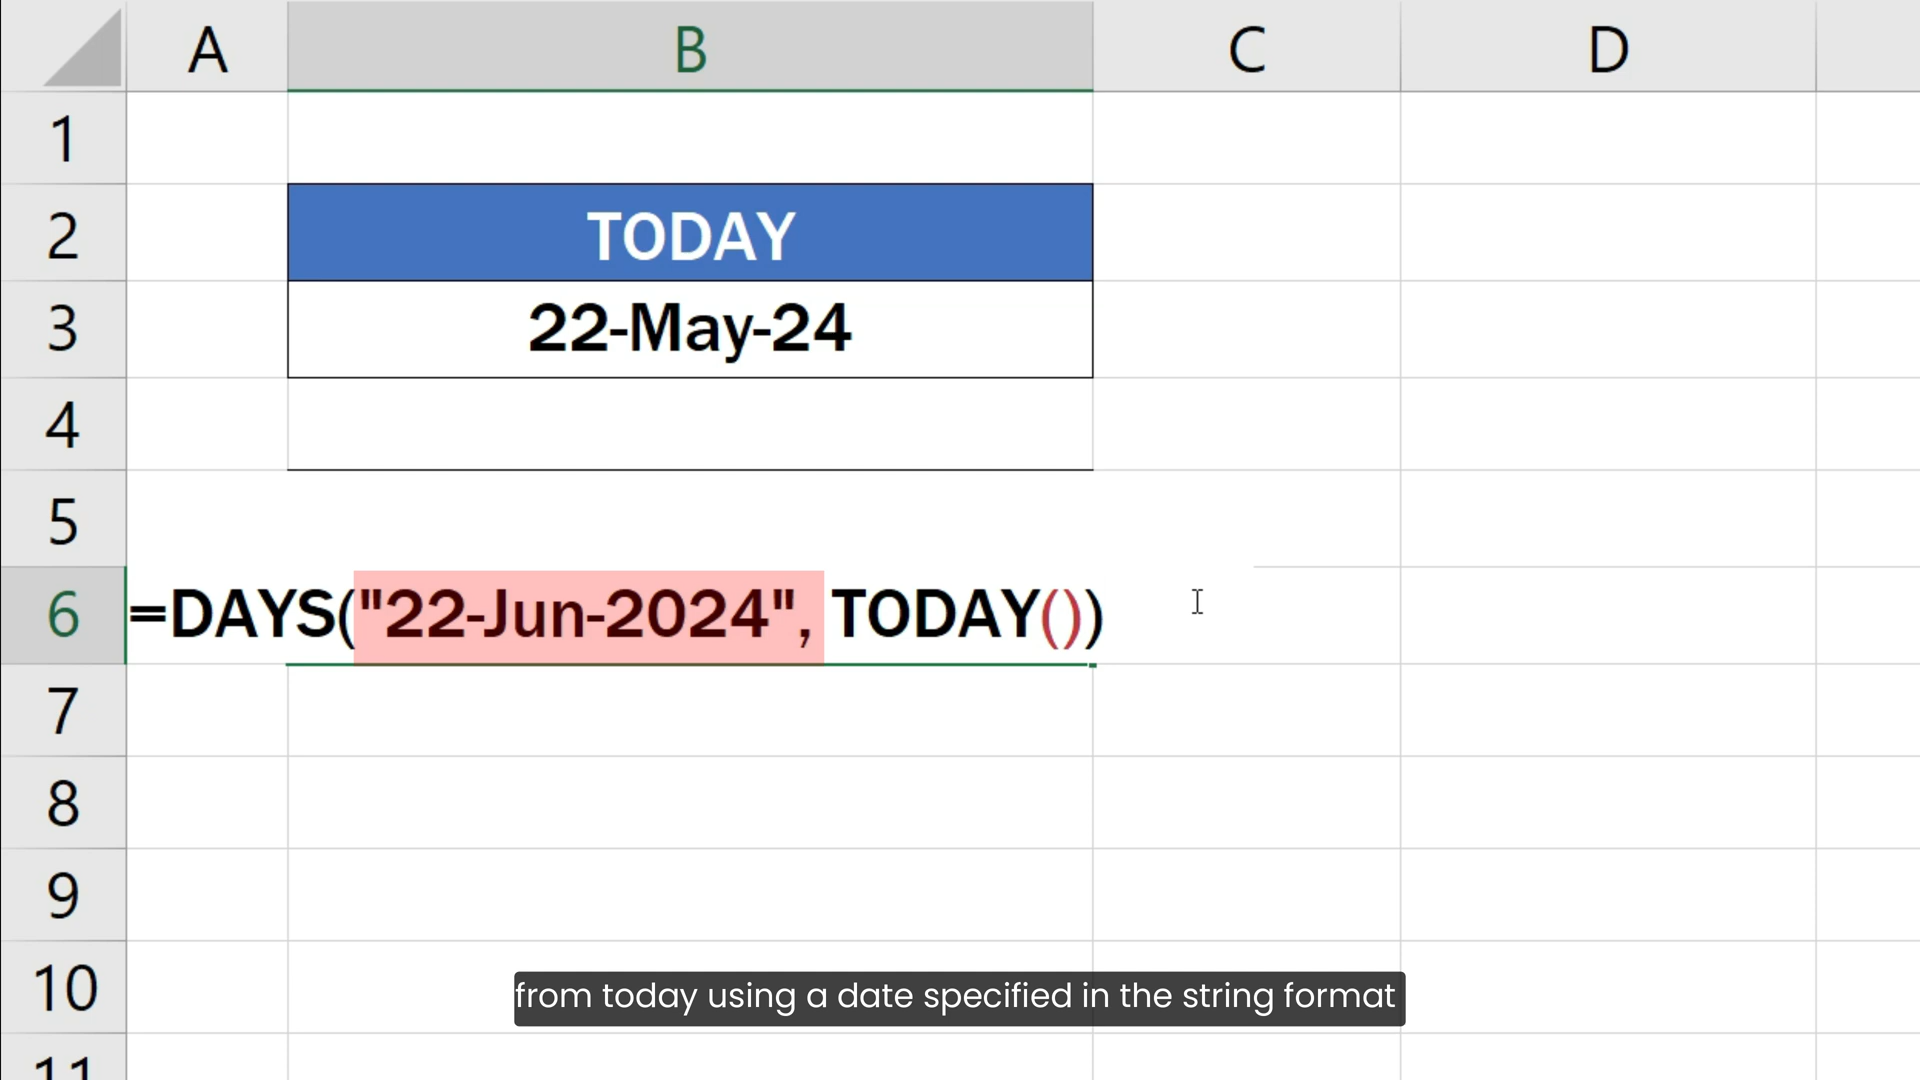 A B C D
1
2 TODAY
3 22-May-24
4
5
6 =DAYS("22-Jun-2024", TODAY())
7
8
9
10
from today using a date specified in the string format
11